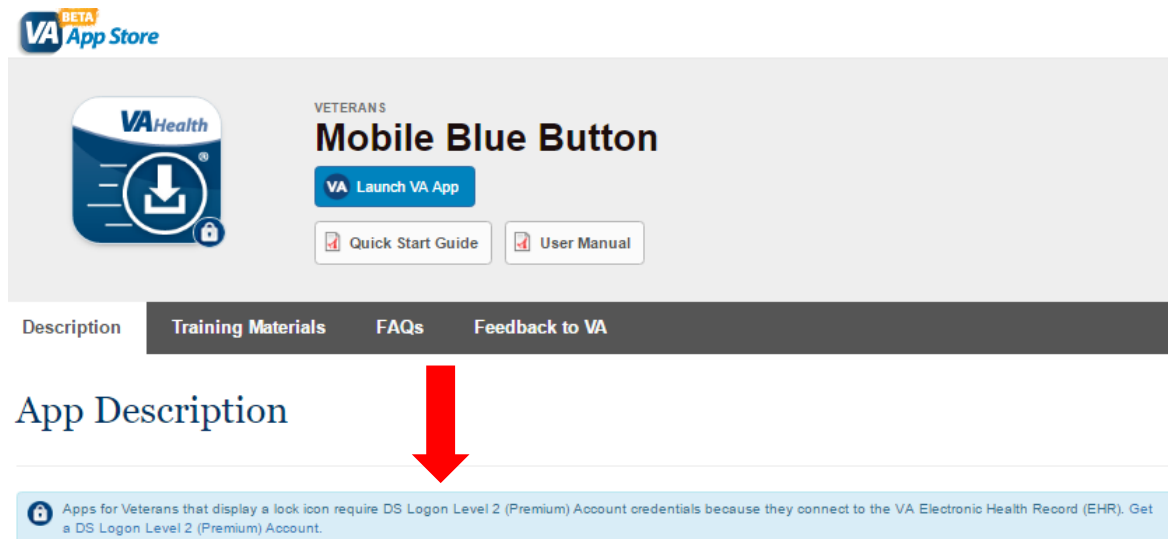 VA BETA
App Store
VA Health
®
VETERANS
Mobile Blue Button
VA Launch VA App
Quick Start Guide
User Manual
Description
Training Materials
FAQs
Feedback to VA
App Description
Apps for Veterans that display a lock icon require DS Logon Level 2 (Premium) Account credentials because they connect to the VA Electronic Health Record (EHR). Get
a DS Logon Level 2 (Premium) Account.